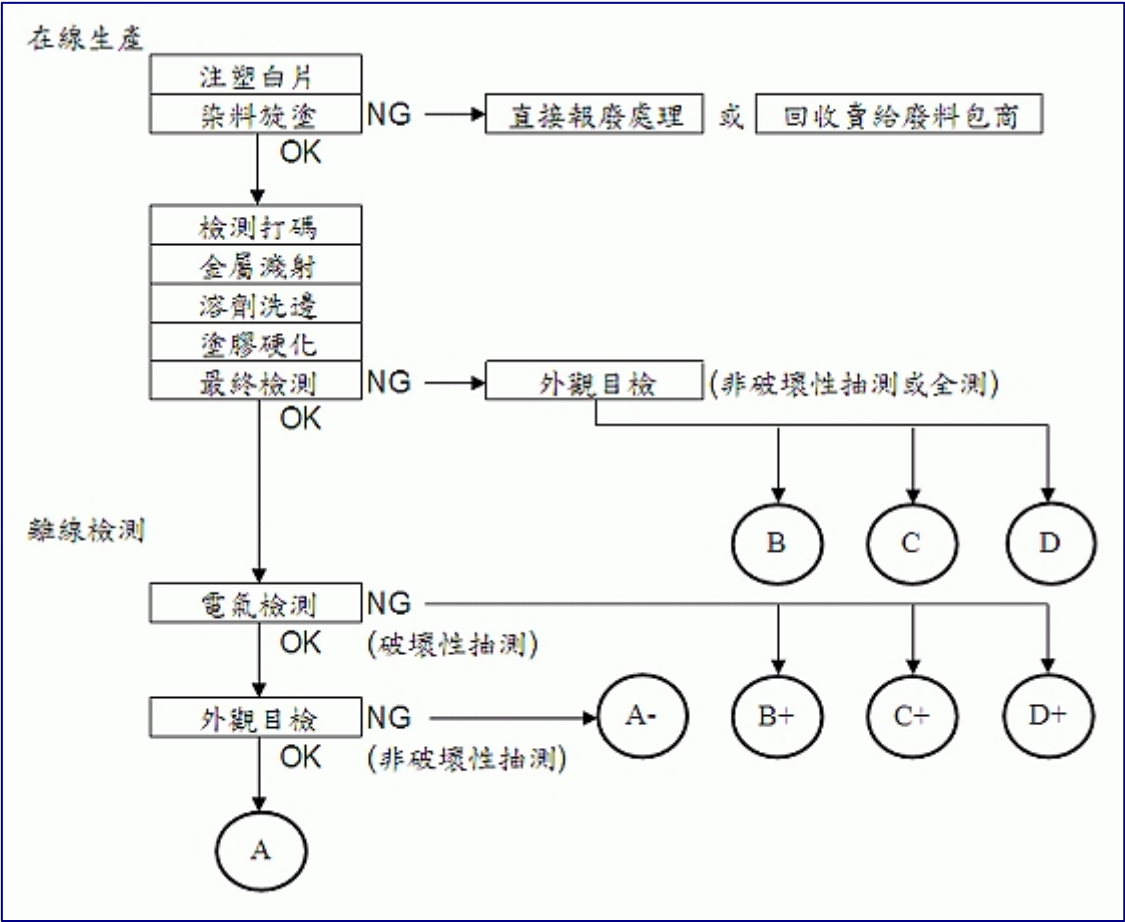 在線生產
注塑白片
染料旋塗 NG 直接報廢處理 或 回收賣給廢料包商
OK
檢測打碼
金屬濺射
溶劑洗邊
塗膠硬化
最終檢測 NG 外觀目檢 (非破壞性抽測或全測)
OK
B C D
離線檢測
電氣檢測 NG
OK (破壞性抽測)
外觀目檢 NG A- B+ C+ D+
OK (非破壞性抽測)
A